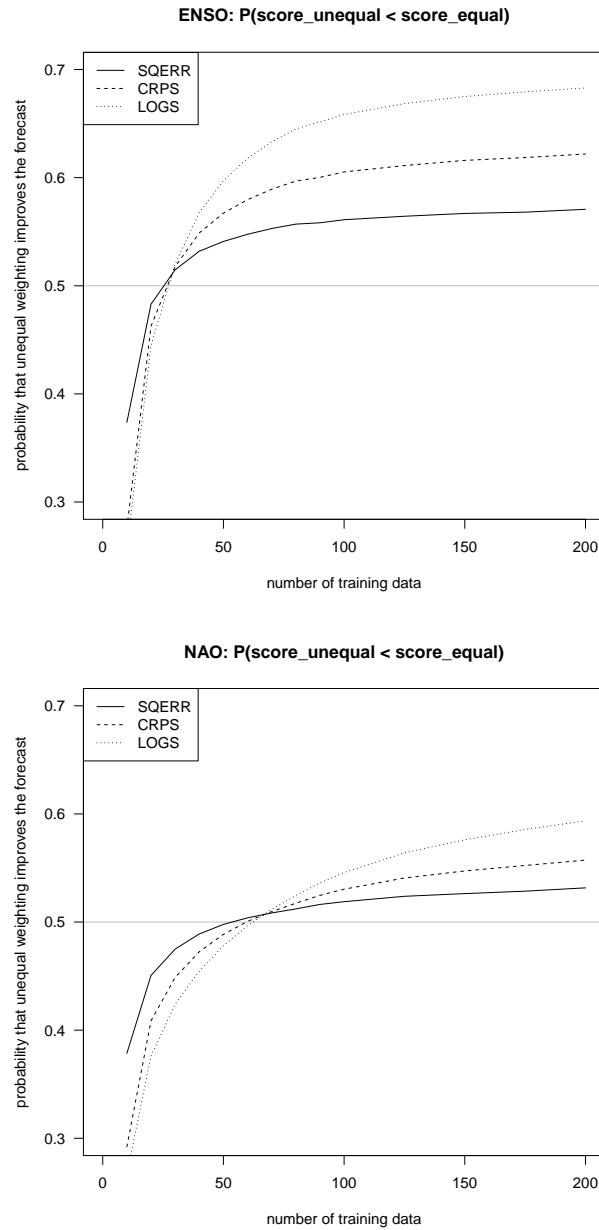 ENSO: P(score_unequal < score_equal)
SQERR
CRPS
LOGS
0.7
0.6
0.5
0.4
0.3
probability that unequal weighting improves the forecast
0 50 100 150 200
number of training data
NAO: P(score_unequal < score_equal)
SQERR
CRPS
LOGS
0.7
0.6
0.5
0.4
0.3
probability that unequal weighting improves the forecast
0 50 100 150 200
number of training data